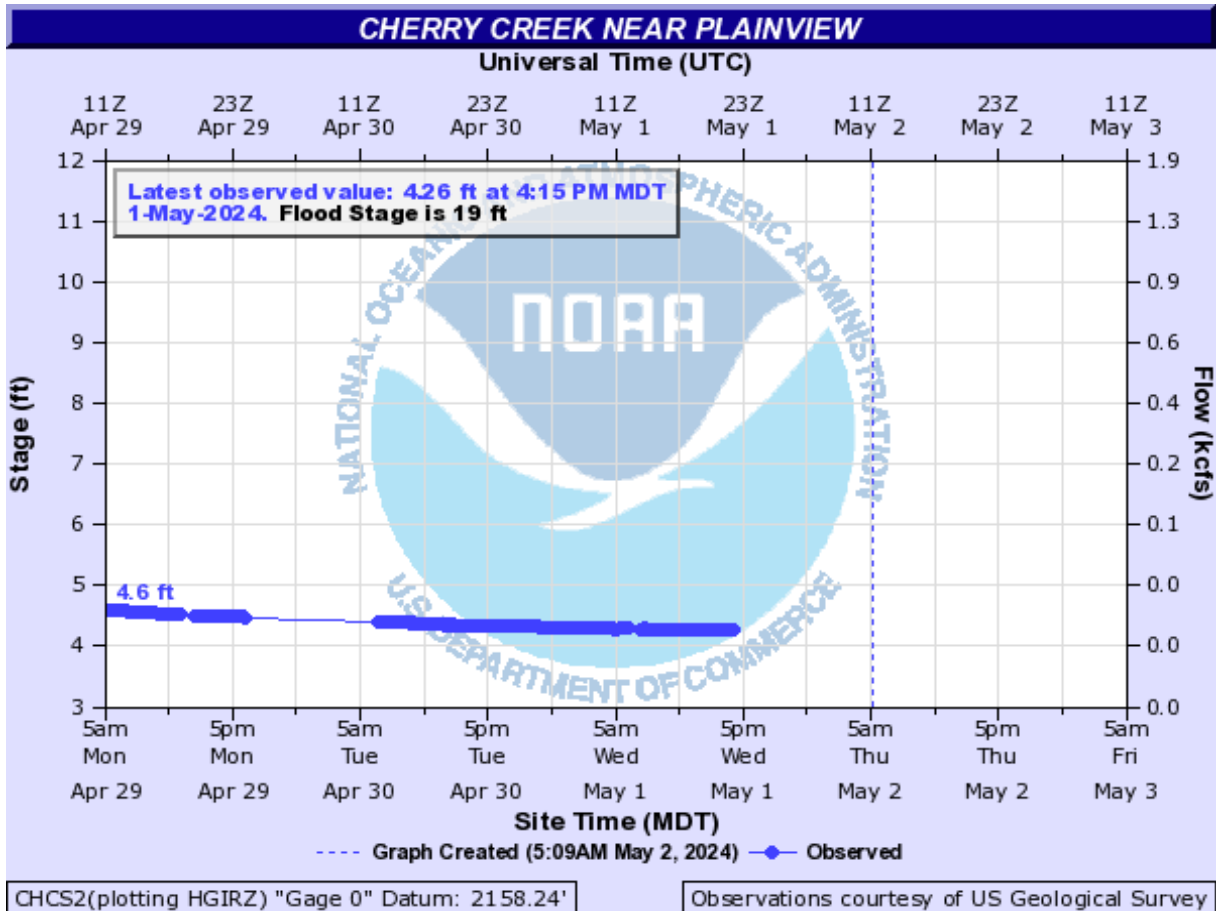 CHERRY CREEK NEAR PLAINVIEW
Universal Time (UTC)
11Z 23Z 11Z 23Z 11Z 23Z 11Z 23Z 11Z
Apr 29 Apr 29 Apr 30 Apr 30 May 1 May 1 May 2 May 2 May 3
Latest observed value: 4.26 ft at 4:15 PM MDT
1-May-2024. Flood Stage is 19 ft
NATIONAL OCEANIC AND ATMOSPHERIC ADMINISTRATION
NOAA
U.S. DEPARTMENT OF COMMERCE
Stage (ft)
12
11
10
9
8
7
6
5
4
3
4.6 ft
1.9
1.3
0.9
0.6
0.4
0.2
0.1
0.0
0.0
0.0
Flow (kcfs)
5am 5pm 5am 5pm 5am 5pm 5am 5pm 5am
Mon Mon Tue Tue Wed Wed Thu Thu Fri
Apr 29 Apr 29 Apr 30 Apr 30 May 1 May 1 May 2 May 2 May 3
Site Time (MDT)
Graph Created (5:09AM May 2, 2024) Observed
CHCS2(plotting HGIRZ) "Gage 0" Datum: 2158.24'
Observations courtesy of US Geological Survey